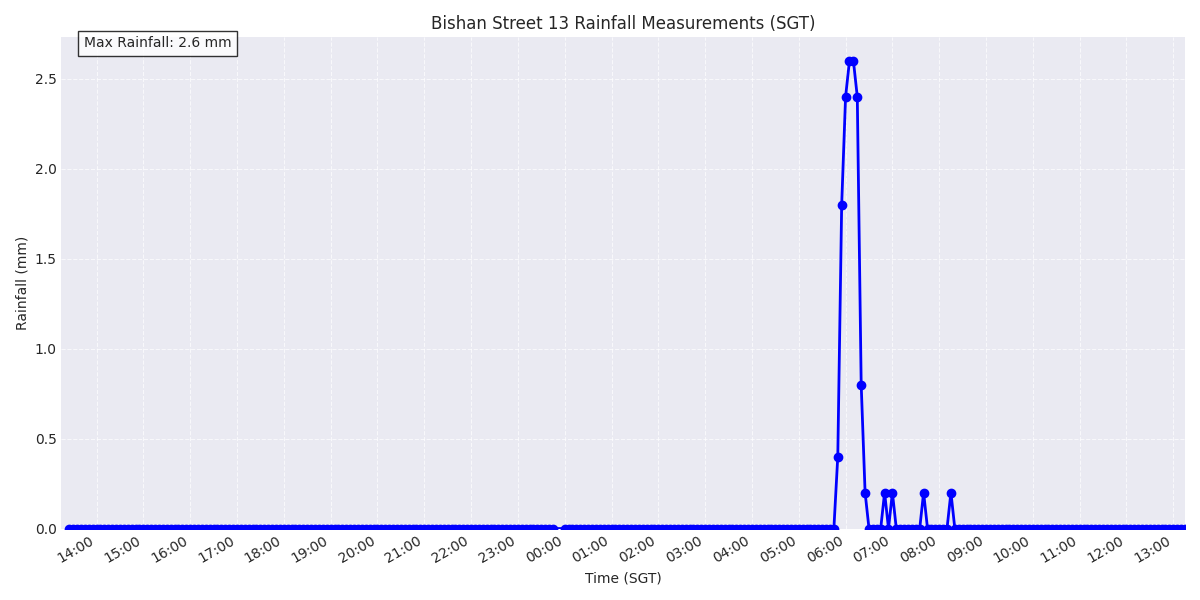 Bishan Street 13 Rainfall Measurements (SGT)
Max Rainfall: 2.6 mm
Rainfall (mm)
2.5
2.0
1.5
1.0
0.5
0.0
14:00 15:00 16:00 17:00 18:00 19:00 20:00 21:00 22:00 23:00 00:00 01:00 02:00 03:00 04:00 05:00 06:00 07:00 08:00 09:00 10:00 11:00 12:00 13:00
Time (SGT)